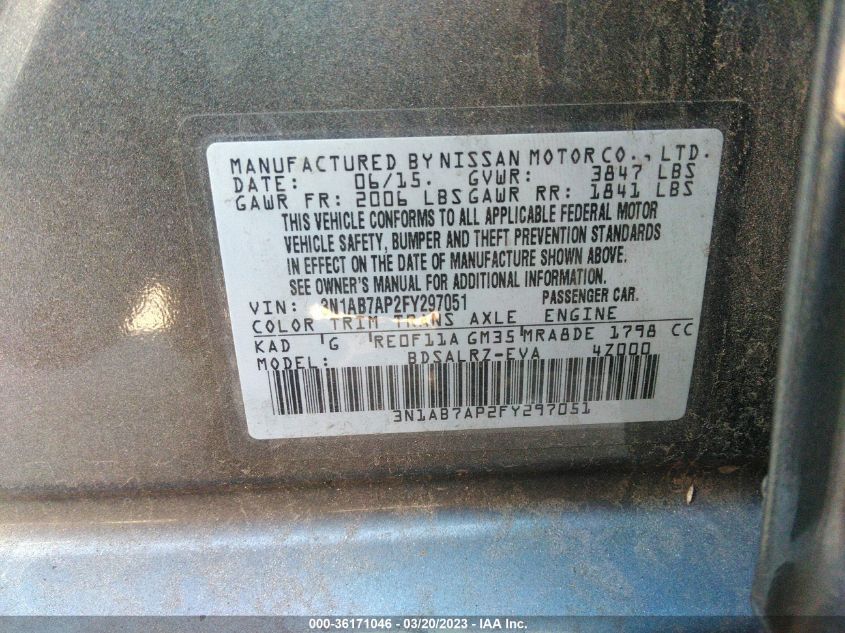 MANUFACTURED BY NISSAN MOTOR CO., LTD.
DATE: 06/15. GVWR: 3847 LBS
GAWR FR: 2006 LBS GAWR RR: 1841 LBS
THIS VEHICLE CONFORMS TO ALL APPLICABLE FEDERAL MOTOR
VEHICLE SAFETY, BUMPER AND THEFT PREVENTION STANDARDS
IN EFFECT ON THE DATE OF MANUFACTURE SHOWN ABOVE.
SEE OWNER'S MANUAL FOR ADDITIONAL INFORMATION.
VIN: 3N1AB7AP2FY297051 PASSENGER CAR.
COLOR TRIM TRANS AXLE ENGINE
KAD G RE0F11A GM35 MRA8DE 1798 CC
MODEL: BDSALRZ-EVA 4Z000
3N1AB7AP2FY297051
000-36171046 - 03/20/2023 - IAA Inc.